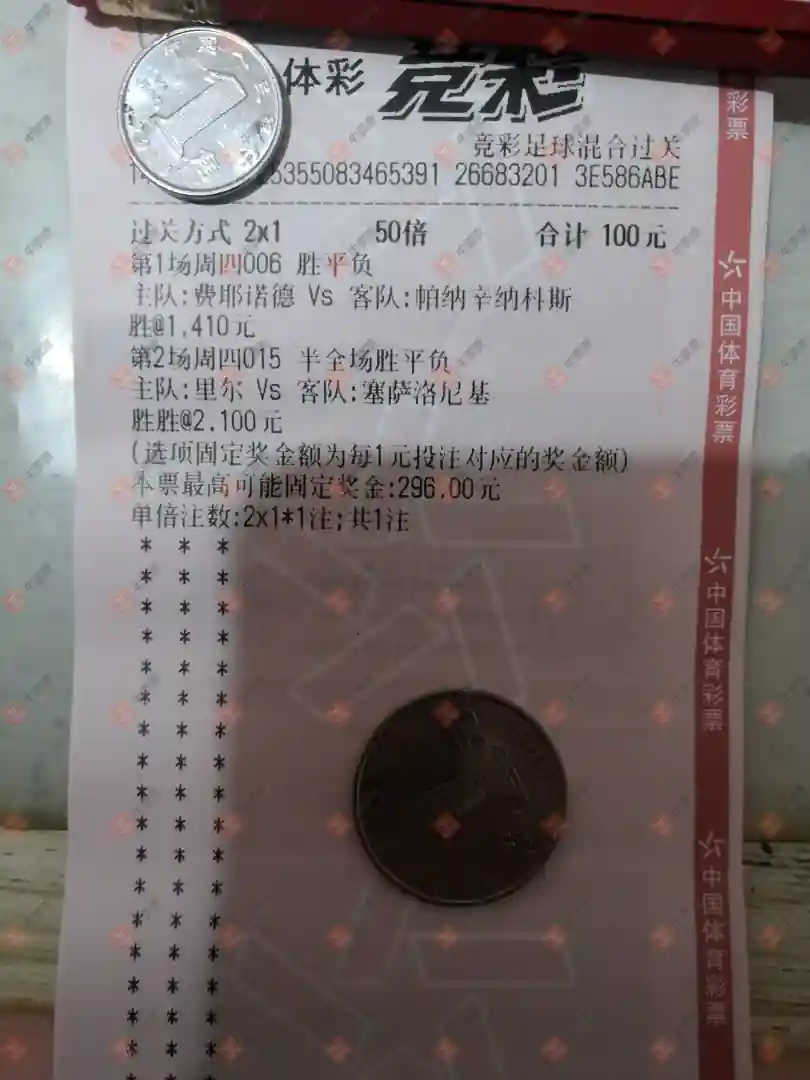 体彩 竞彩
竞彩足球混合过关
5355083465391 26683201 3E586ABE
过关方式 2x1 50倍 合计 100元
第1场周四006 胜平负
主队:费耶诺德 Vs 客队:帕纳辛纳科斯
胜@1.410元
第2场周四015 半全场胜平负
主队:里尔 Vs 客队:塞萨洛尼基
胜胜@2.100元
(选项固定奖金额为每1元投注对应的奖金额)
本票最高可能固定奖金:296.00元
单倍注数:2x1*1注;共1注
彩票
中国体育彩票
中国体育彩票
中国体育彩票
1